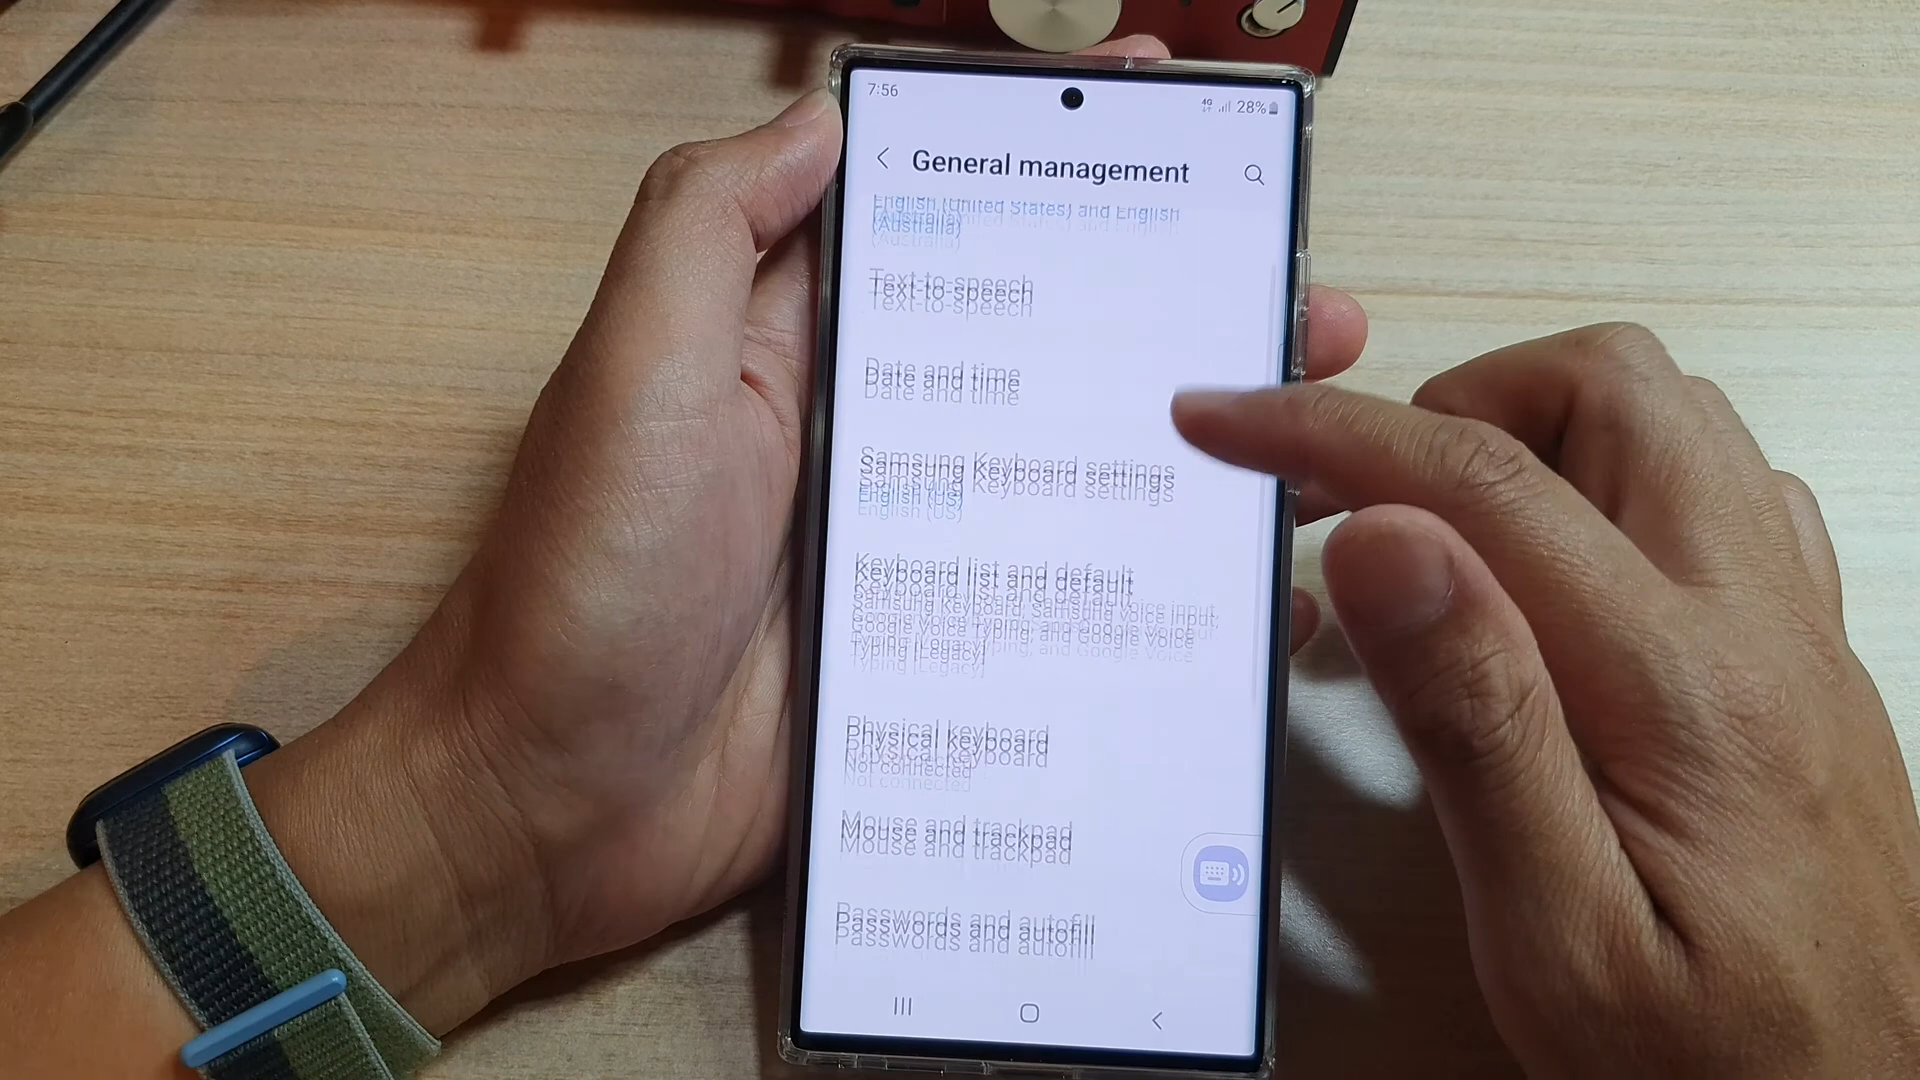 7:56
4G 28%
General management
English (United States) and English
(Australia)
Text-to-speech
Date and time
Samsung Keyboard settings
English (US)
Keyboard list and default
Samsung Keyboard, Samsung voice input,
Google Voice Typing, and Google Voice
Typing [Legacy]
Physical keyboard
Not connected
Mouse and trackpad
Passwords and autofill